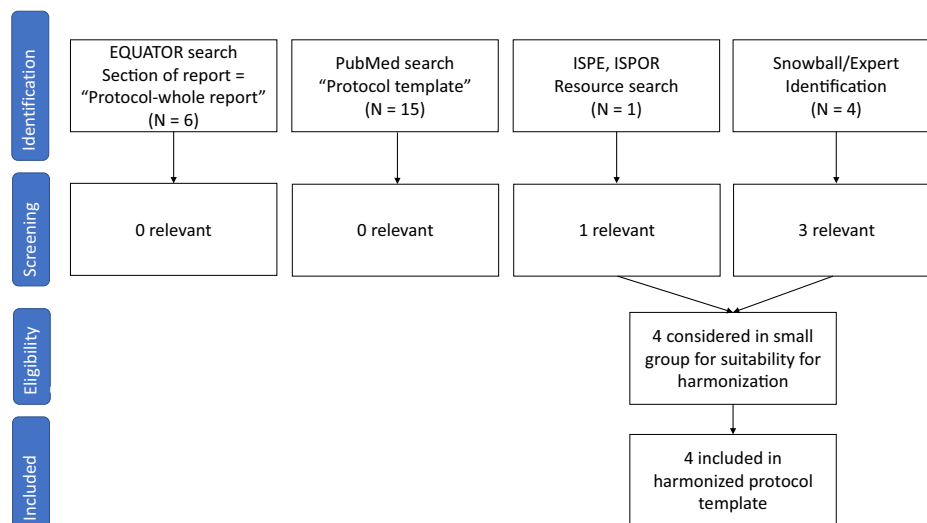 Identification
EQUATOR search
Section of report =
“Protocol-whole report”
(N = 6)
PubMed search
“Protocol template”
(N = 15)
ISPE, ISPOR
Resource search
(N = 1)
Snowball/Expert
Identification
(N = 4)
Screening
0 relevant
0 relevant
1 relevant
3 relevant
Eligibility
4 considered in small
group for suitability for
harmonization
Included
4 included in
harmonized protocol
template